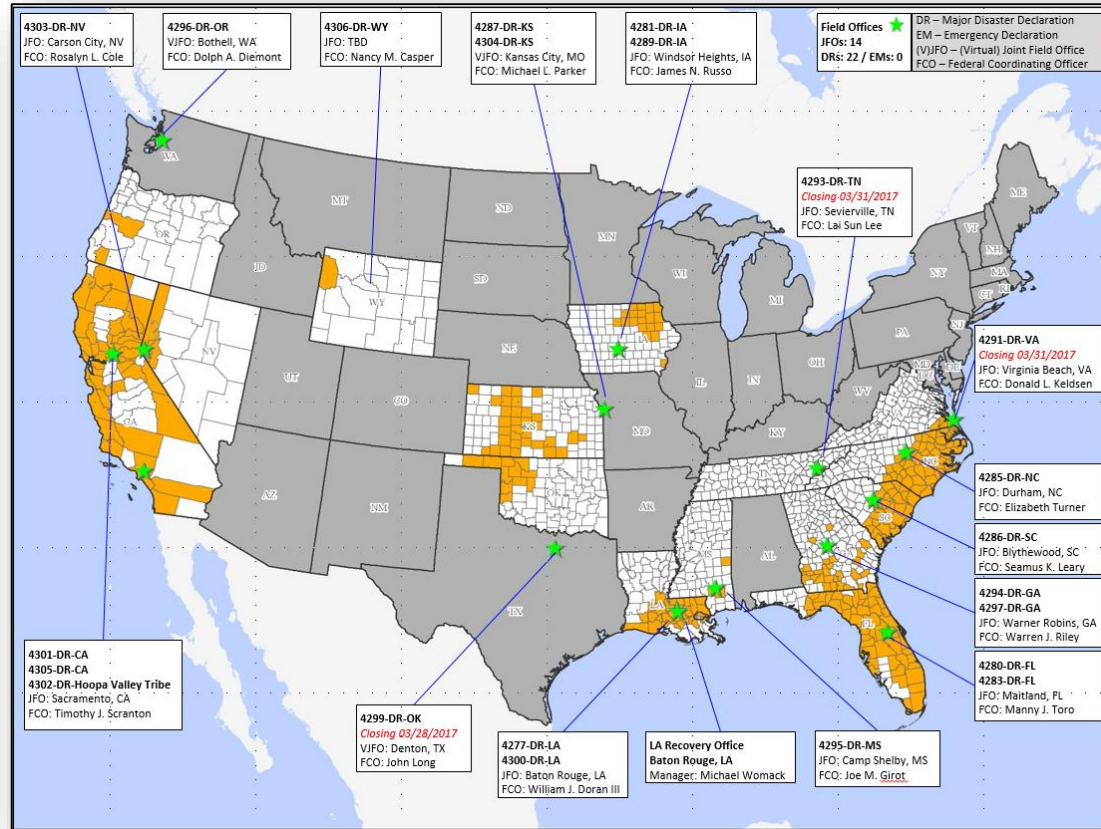 4303-DR-NV
JFO: Carson City, NV
FCO: Rosalyn L. Cole
4296-DR-OR
VJFO: Bothell, WA
FCO: Dolph A. Diemont
4306-DR-WY
JFO: TBD
FCO: Nancy M. Casper
4287-DR-KS
4304-DR-KS
VJFO: Kansas City, MO
FCO: Michael L. Parker
4281-DR-IA
4289-DR-IA
JFO: Windsor Heights, IA
FCO: James N. Russo
Field Offices
JFOs: 14
DRs: 22 / EMs: 0
DR – Major Disaster Declaration
EM – Emergency Declaration
(V)JFO – (Virtual) Joint Field Office
FCO – Federal Coordinating Officer
4293-DR-TN
Closing 03/31/2017
JFO: Sevierville, TN
FCO: Lai Sun Lee
4291-DR-VA
Closing 03/31/2017
JFO: Virginia Beach, VA
FCO: Donald L. Keldsen
4285-DR-NC
JFO: Durham, NC
FCO: Elizabeth Turner
4286-DR-SC
JFO: Blythewood, SC
FCO: Seamus K. Leary
4294-DR-GA
4297-DR-GA
JFO: Warner Robins, GA
FCO: Warren J. Riley
4280-DR-FL
4283-DR-FL
JFO: Maitland, FL
FCO: Manny J. Toro
4301-DR-CA
4305-DR-CA
4302-DR-Hoopa Valley Tribe
JFO: Sacramento, CA
FCO: Timothy J. Scranton
4299-DR-OK
Closing 03/28/2017
VJFO: Denton, TX
FCO: John Long
4277-DR-LA
4300-DR-LA
JFO: Baton Rouge, LA
FCO: William J. Doran III
LA Recovery Office
Baton Rouge, LA
Manager: Michael Womack
4295-DR-MS
JFO: Camp Shelby, MS
FCO: Joe M. Girot
WA
MT
ND
MN
ME
VT
NH
OR
ID
SD
WI
MI
NY
MA
CT
RI
WY
IA
PA
NJ
NE
NV
UT
CO
IL
IN
OH
MD
DE
WV
CA
KS
MO
KY
NC
TN
AZ
NM
OK
AR
SC
MS
AL
TX
LA
FL